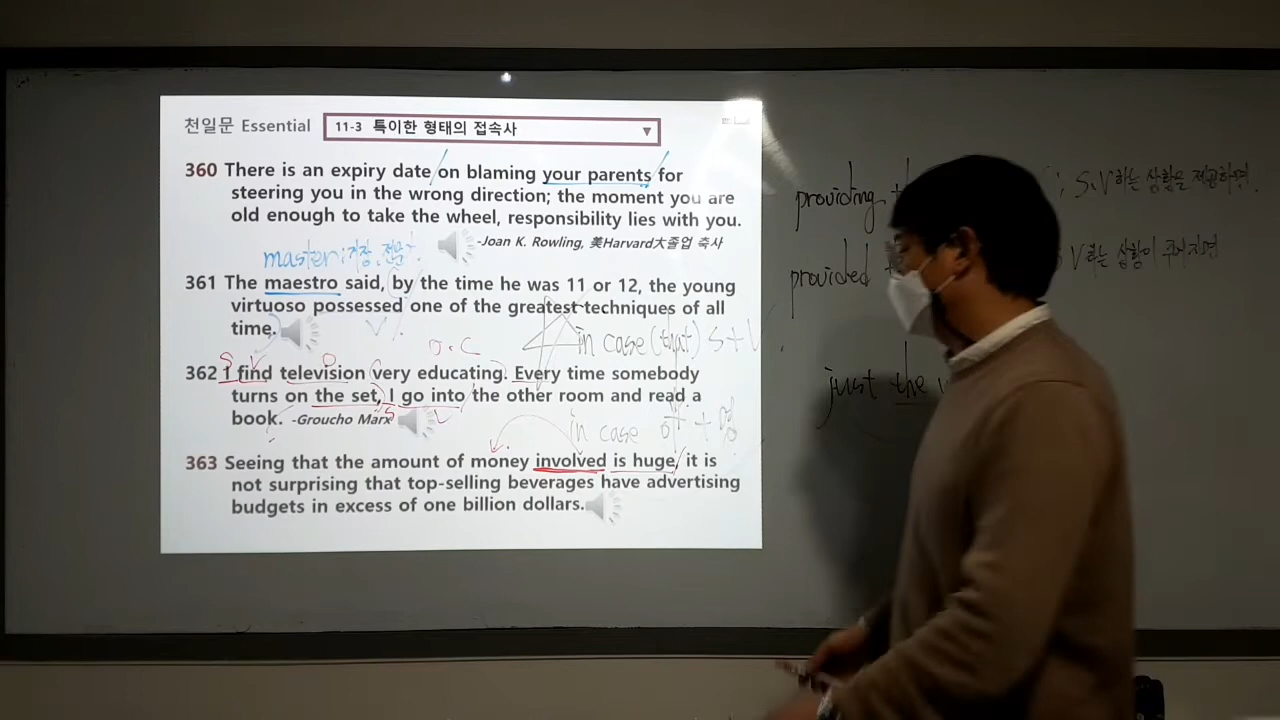 천일문 Essential
11-3 특이한 형태의 접속사
360 There is an expiry date on blaming your parents for
steering you in the wrong direction; the moment you are
old enough to take the wheel, responsibility lies with you.
-Joan K. Rowling, 美Harvard大졸업 축사
master : 거장, 전문
361 The maestro said, by the time he was 11 or 12, the young
virtuoso possessed one of the greatest techniques of all
time.
V
in case (that) S + V
O.C
S V O
362 I find television very educating. Every time somebody
turns on the set, I go into the other room and read a
S V
book. -Groucho Marx
in case of + 명
363 Seeing that the amount of money involved is huge, it is
not surprising that top-selling beverages have advertising
budgets in excess of one billion dollars.
providing ; S.V하는 상황을 제공하면.
provided V하는 상황이 주어지면
just the